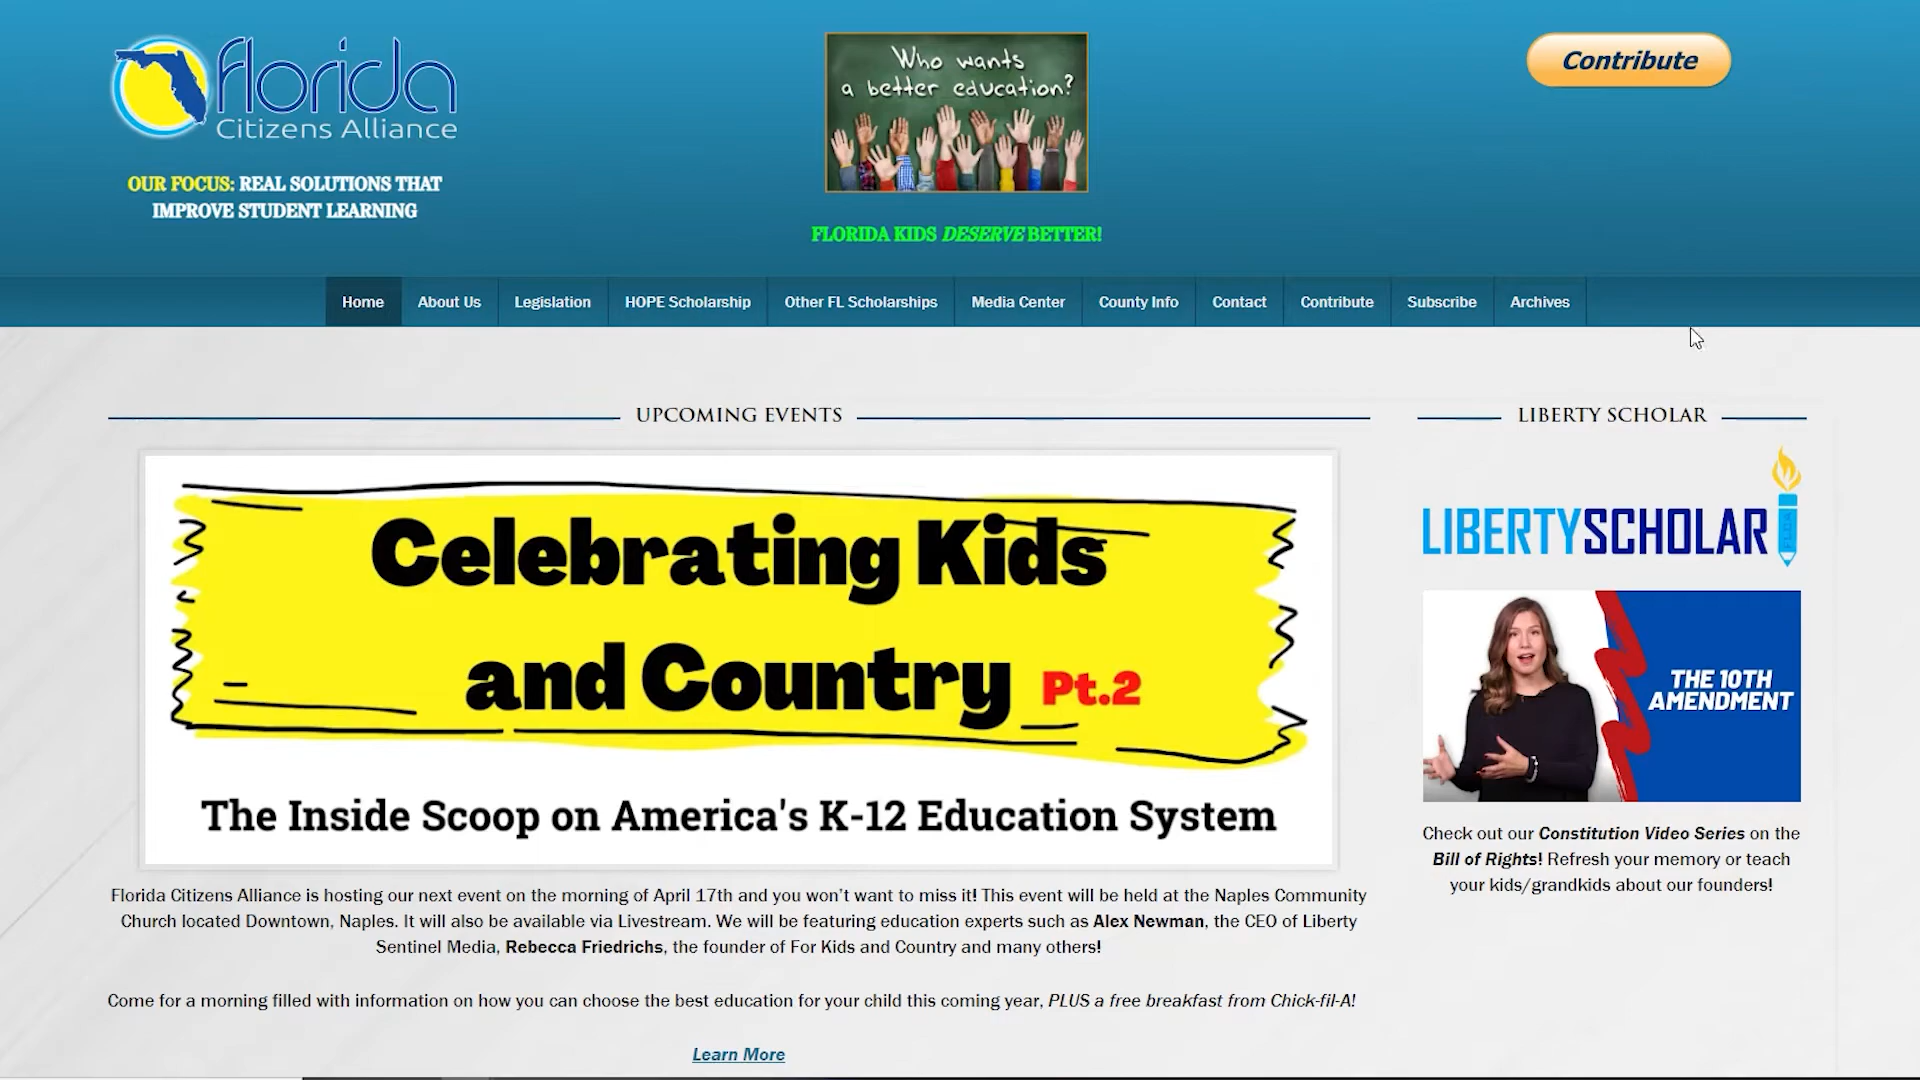 florida
Citizens Alliance
OUR FOCUS: REAL SOLUTIONS THAT
IMPROVE STUDENT LEARNING
Who wants
a better education?
FLORIDA KIDS DESERVE BETTER!
Contribute
Home About Us Legislation HOPE Scholarship Other FL Scholarships Media Center County Info Contact Contribute Subscribe Archives
UPCOMING EVENTS
Celebrating Kids
and Country Pt.2
The Inside Scoop on America's K-12 Education System
Florida Citizens Alliance is hosting our next event on the morning of April 17th and you won't want to miss it! This event will be held at the Naples Community
Church located Downtown, Naples. It will also be available via Livestream. We will be featuring education experts such as Alex Newman, the CEO of Liberty
Sentinel Media, Rebecca Friedrichs, the founder of For Kids and Country and many others!
Come for a morning filled with information on how you can choose the best education for your child this coming year, PLUS a free breakfast from Chick-fil-A!
Learn More
LIBERTY SCHOLAR
LIBERTYSCHOLAR
THE 10TH
AMENDMENT
Check out our Constitution Video Series on the
Bill of Rights! Refresh your memory or teach
your kids/grandkids about our founders!